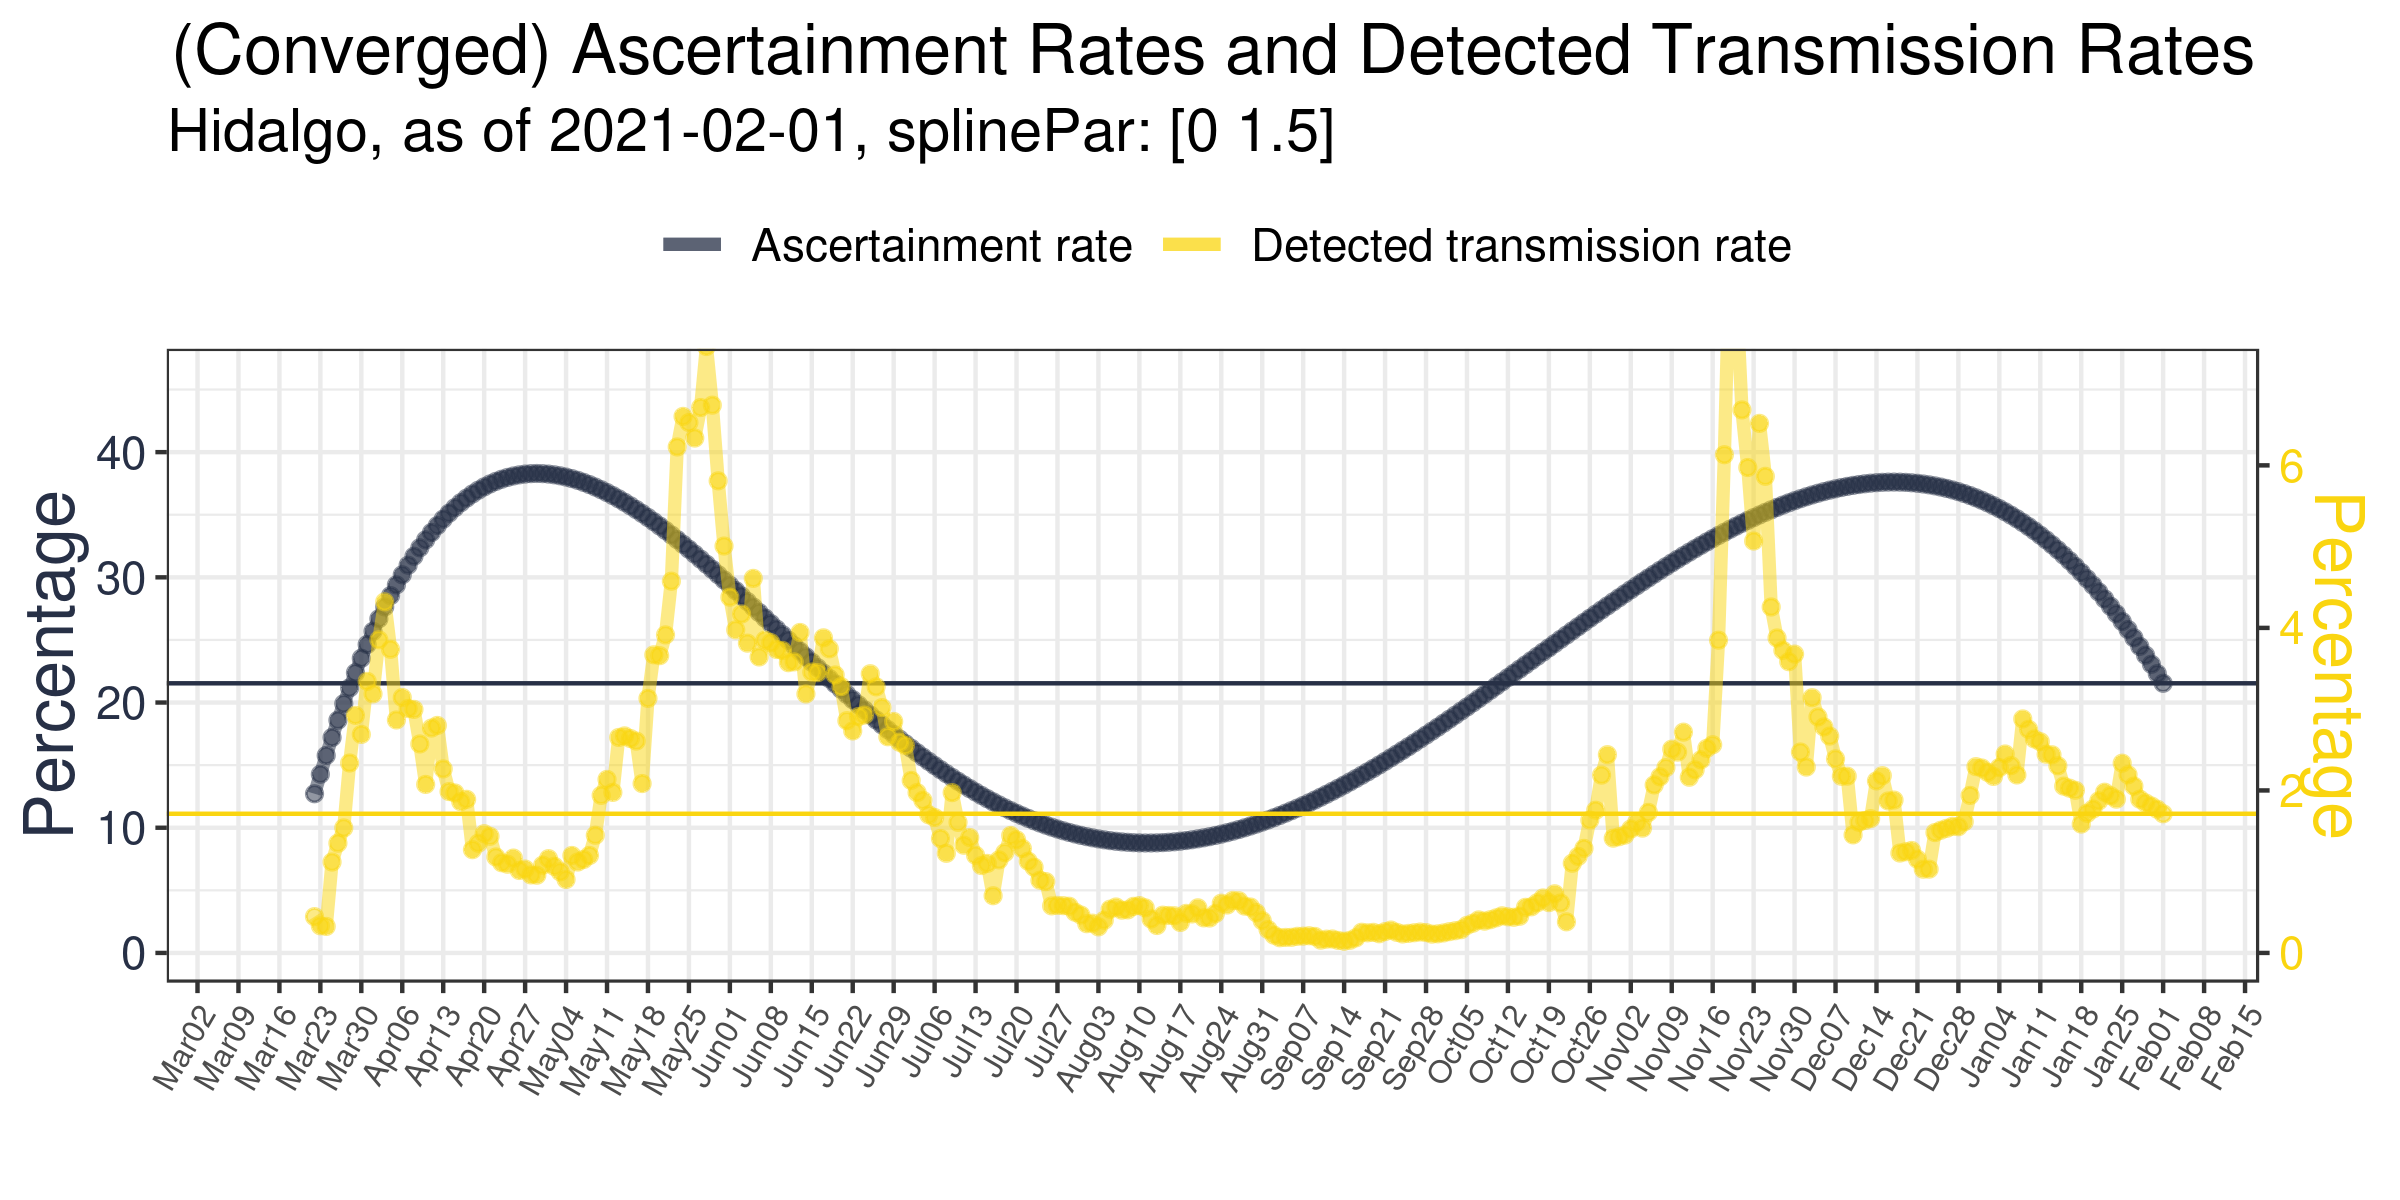 (Converged) Ascertainment Rates and Detected Transmission Rates
Hidalgo, as of 2021-02-01, splinePar: [0 1.5]
Ascertainment rate Detected transmission rate
Percentage
40
30
20
10
0
6
4
2
0
Percentage
Mar02 Mar09 Mar16 Mar23 Mar30 Apr06 Apr13 Apr20 Apr27 May04 May11 May18 May25 Jun01 Jun08 Jun15 Jun22 Jun29 Jul06 Jul13 Jul20 Jul27 Aug03 Aug10 Aug17 Aug24 Aug31 Sep07 Sep14 Sep21 Sep28 Oct05 Oct12 Oct19 Oct26 Nov02 Nov09 Nov16 Nov23 Nov30 Dec07 Dec14 Dec21 Dec28 Jan04 Jan11 Jan18 Jan25 Feb01 Feb08 Feb15